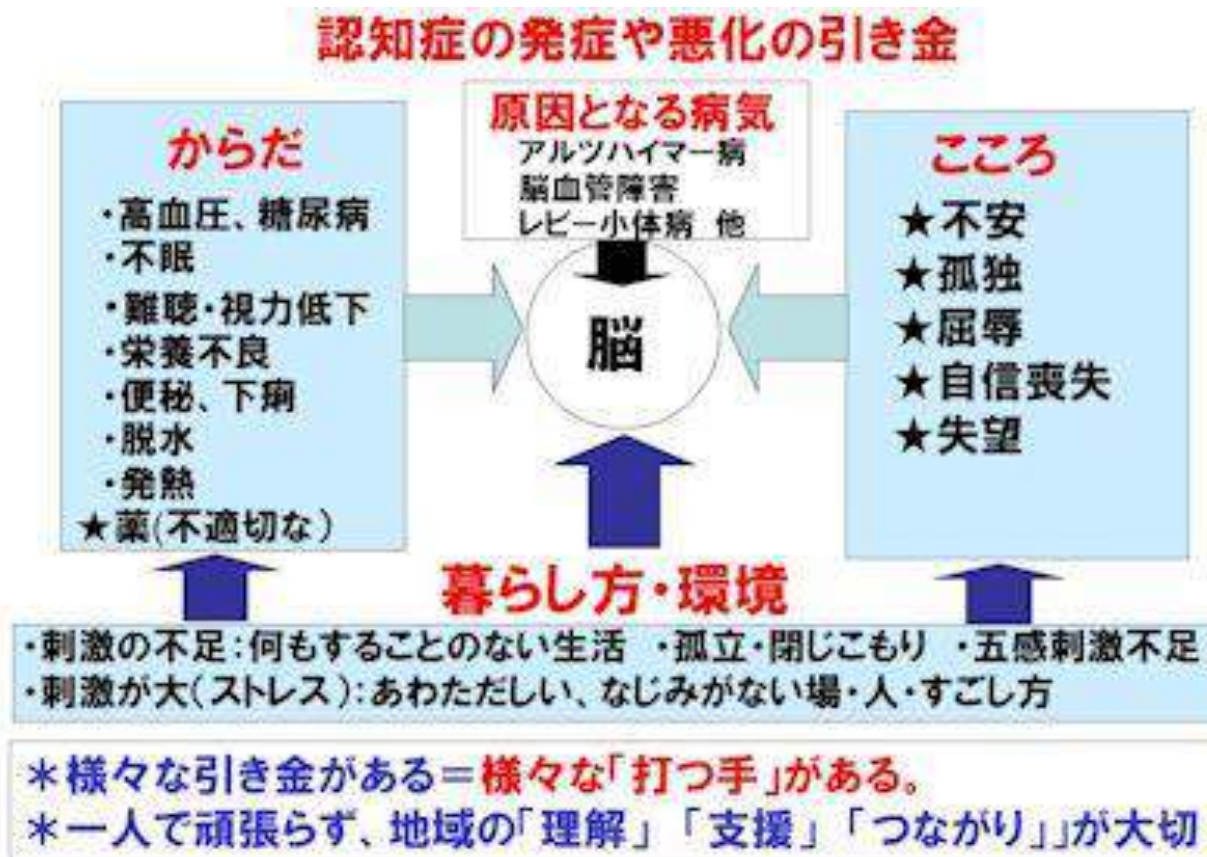 認知症の発症や悪化の引き金
原因となる病気
アルツハイマー病
脳血管障害
レビー小体病 他
からだ
・高血圧、糖尿病
・不眠
・難聴・視力低下
・栄養不良
・便秘、下痢
・脱水
・発熱
★薬(不適切な)
脳
こころ
★不安
★孤独
★屈辱
★自信喪失
★失望
暮らし方・環境
・刺激の不足:何もすることのない生活 ・孤立・閉じこもり ・五感刺激不足
・刺激が大(ストレス):あわただしい、なじみがない場・人・すごし方
＊様々な引き金がある＝様々な「打つ手」がある。
＊一人で頑張らず、地域の「理解」「支援」「つながり」」が大切